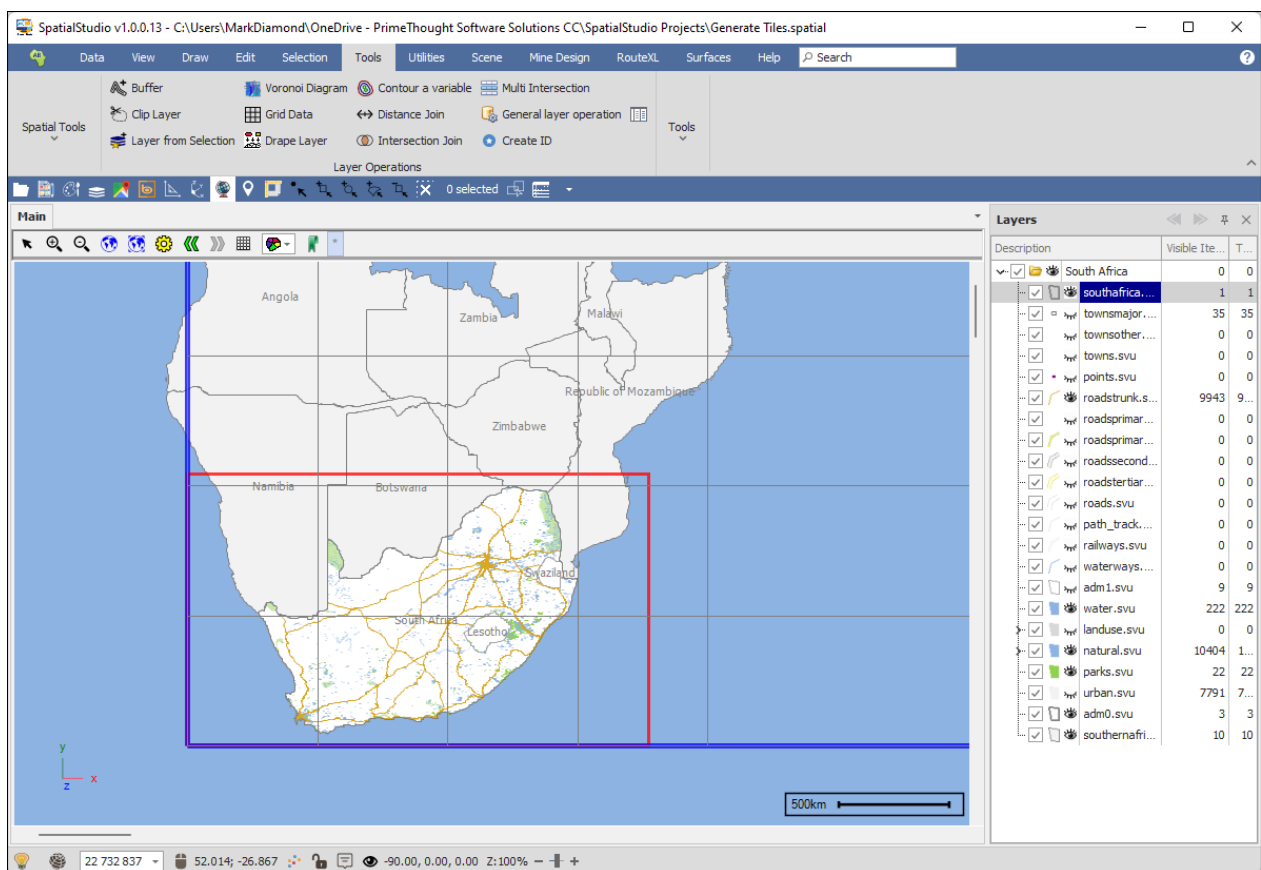 SpatialStudio v1.0.0.13 - C:\Users\MarkDiamond\OneDrive - PrimeThought Software Solutions CC\SpatialStudio Projects\Generate Tiles.spatial
Data View Draw Edit Selection Tools Utilities Scene Mine Design RouteXL Surfaces Help Search
Buffer Voronoi Diagram Contour a variable Multi Intersection
Spatial Tools Clip Layer Grid Data Distance Join General layer operation Tools
Layer from Selection Drape Layer Intersection Join Create ID
Layer Operations
0 selected
Main
Layers
Description Visible Ite... T...
South Africa 0 0
southafrica.... 1 1
townsmajor.... 35 35
townsother.... 0 0
towns.svu 0 0
points.svu 0 0
roadstrunk.s... 9943 9...
roadsprimar... 0 0
roadsprimar... 0 0
roadssecond... 0 0
roadstertiar... 0 0
roads.svu 0 0
path_track.... 0 0
railways.svu 0 0
waterways.... 0 0
adm1.svu 9 9
water.svu 222 222
landuse.svu 0 0
natural.svu 10404 1...
parks.svu 22 22
urban.svu 7791 7...
adm0.svu 3 3
southernafri... 10 10
Angola
Zambia
Malawi
Republic of Mozambique
Zimbabwe
Namibia
Botswana
Swaziland
South Africa
Lesotho
y
x
z
500km
22 732 837 52.014; -26.867 -90.00, 0.00, 0.00 Z:100%